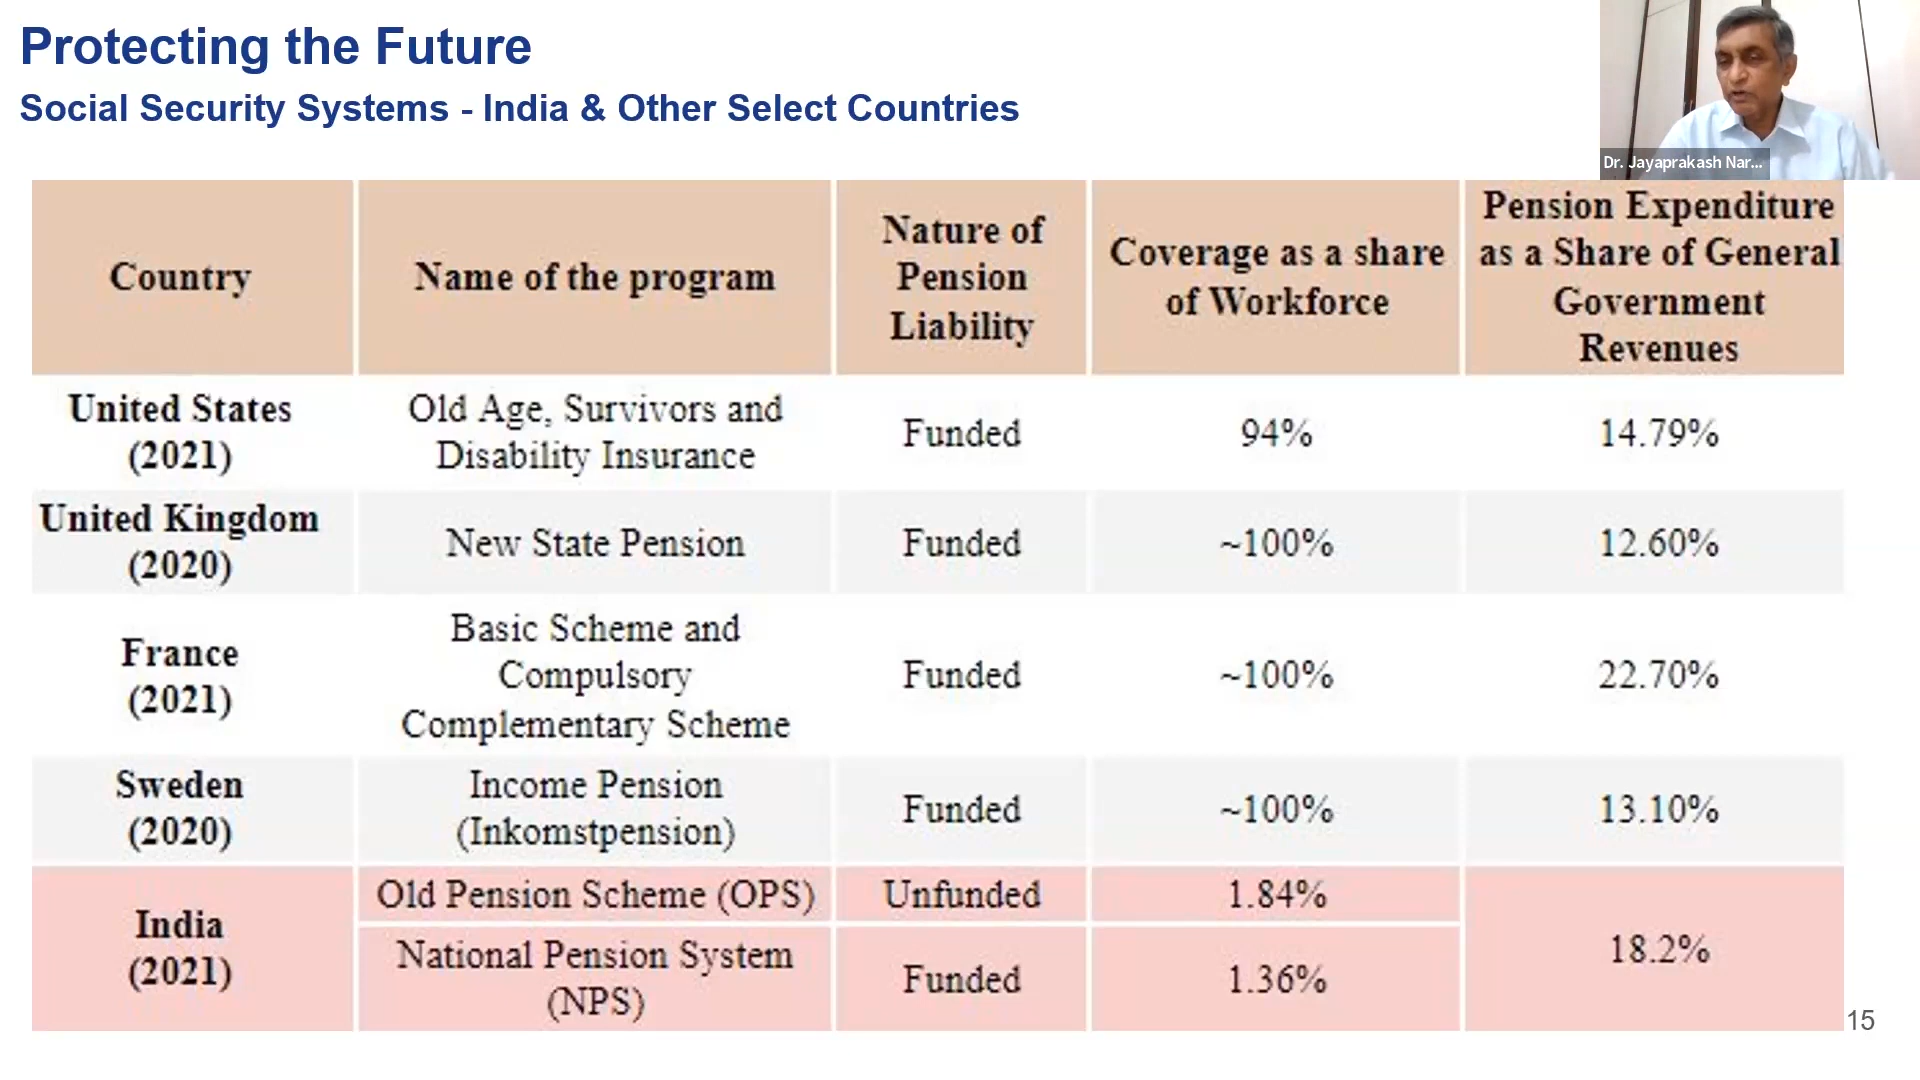 Protecting the Future
Social Security Systems - India & Other Select Countries
Dr. Jayaprakash Nar...
Country
Name of the program
Nature of
Pension
Liability
Coverage as a share
of Workforce
Pension Expenditure
as a Share of General
Government
Revenues
United States
(2021)
Old Age, Survivors and
Disability Insurance
Funded
94%
14.79%
United Kingdom
(2020)
New State Pension
Funded
~100%
12.60%
France
(2021)
Basic Scheme and
Compulsory
Complementary Scheme
Funded
~100%
22.70%
Sweden
(2020)
Income Pension
(Inkomstpension)
Funded
~100%
13.10%
India
(2021)
Old Pension Scheme (OPS)
Unfunded
1.84%
National Pension System
(NPS)
Funded
1.36%
18.2%
15